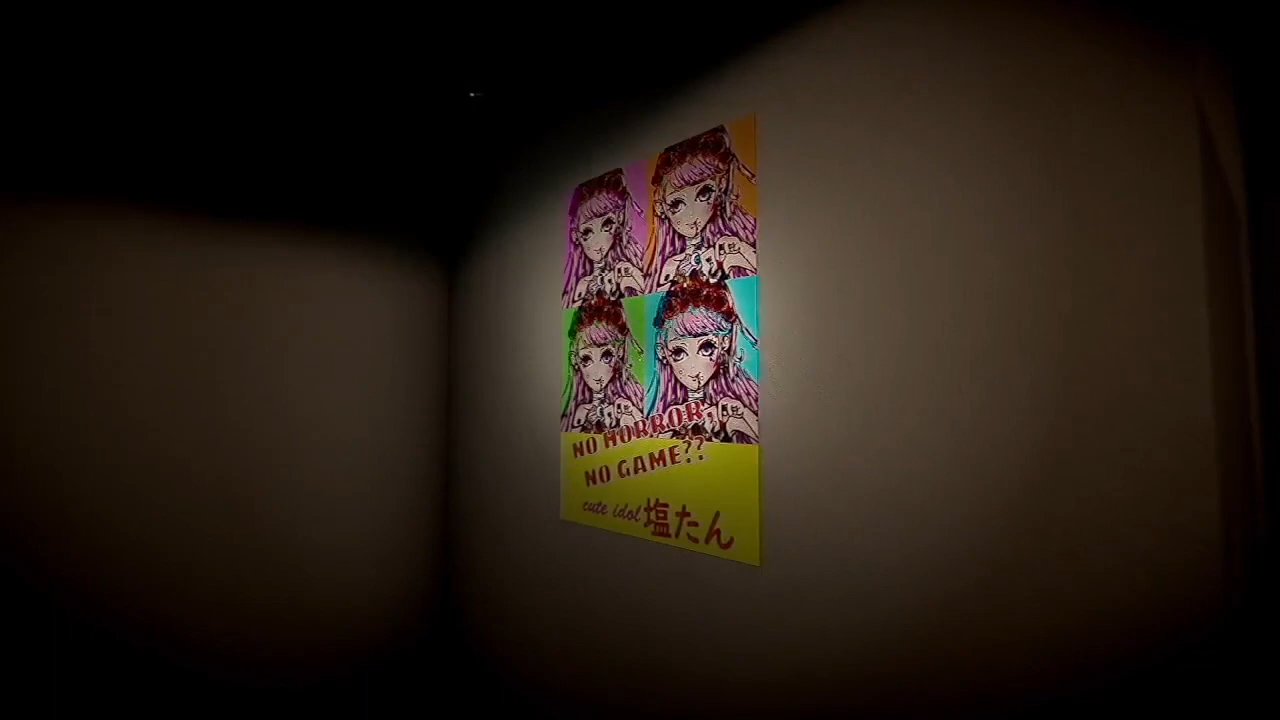 NO HORROR,
NO GAME??
cute idol 塩たん